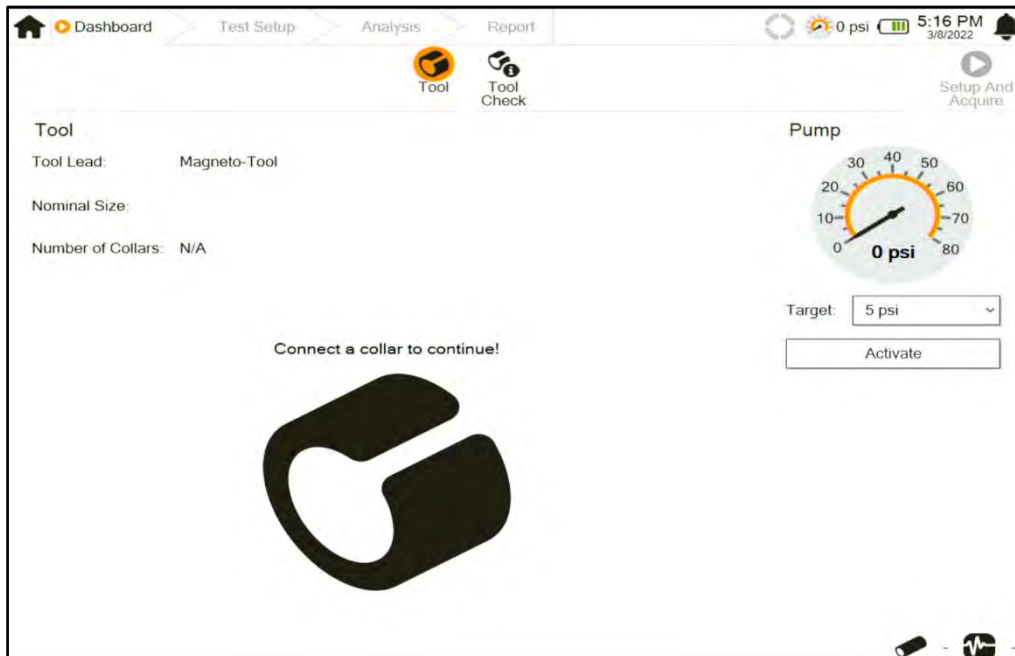 Dashboard
Test Setup
Analysis
Report
0 psi
5:16 PM
3/8/2022
Tool
Tool
Check
Setup And
Acquire
Tool
Tool Lead: Magneto-Tool
Nominal Size:
Number of Collars: N/A
Connect a collar to continue!
Pump
0
10
20
30
40
50
60
70
80
0 psi
Target: 5 psi
Activate
- -